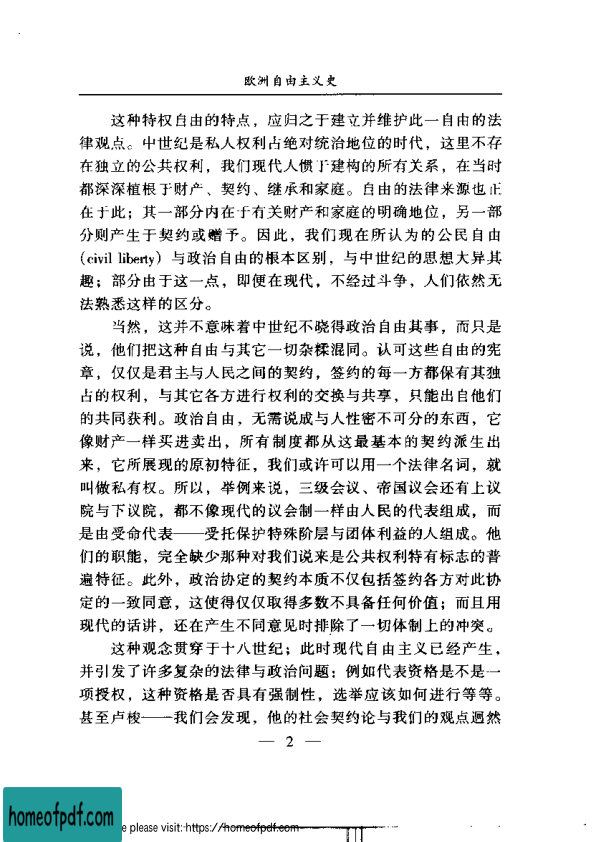 欧洲自由主义史
这种特权自由的特点，应归之于建立并维护此一自由的法
律观点。中世纪是私人权利占绝对统治地位的时代，这里不存
在独立的公共权利，我们现代人惯于建构的所有关系，在当时
都深深植根于财产、契约、继承和家庭。自由的法律来源也正
在于此；其一部分内在于有关财产和家庭的明确地位，另一部
分则产生于契约或赠予。因此，我们现在所认为的公民自由
(civil liberty) 与政治自由的根本区别，与中世纪的思想大异其
趣；部分由于这一点，即便在现代，不经过斗争，人们依然无
法熟悉这样的区分。
当然，这并不意味着中世纪不晓得政治自由其事，而只是
说，他们把这种自由与其它一切杂糅混同。认可这些自由的宪
章，仅仅是君主与人民之间的契约，签约的每一方都保有其独
占的权利，与其它各方进行权利的交换与共享，只能出自他们
的共同获利。政治自由，无需说成与人性密不可分的东西，它
像财产一样买进卖出，所有制度都从这最基本的契约派生出
来，它所展现的原初特征，我们或许可以用一个法律名词，就
叫做私有权。所以，举例来说，三级会议、帝国议会还有上议
院与下议院，都不像现代的议会制一样由人民的代表组成，而
是由受命代表——受托保护特殊阶层与团体利益的人组成。他
们的职能，完全缺少那种对我们说来是公共权利特有标志的普
遍特征。此外，政治协定的契约本质不仅包括签约各方对此协
定的一致同意，这使得仅仅取得多数不具备任何价值；而且用
现代的话讲，还在产生不同意见时排除了一切体制上的冲突。
这种观念贯穿于十八世纪；此时现代自由主义已经产生，
并引发了许多复杂的法律与政治问题：例如代表资格是不是一
项授权，这种资格是否具有强制性，选举应该如何进行等等。
甚至卢梭——我们会发现，他的社会契约论与我们的观点迥然
— 2 —
homeofpdf.com
e please visit: https://homeofpdf.com